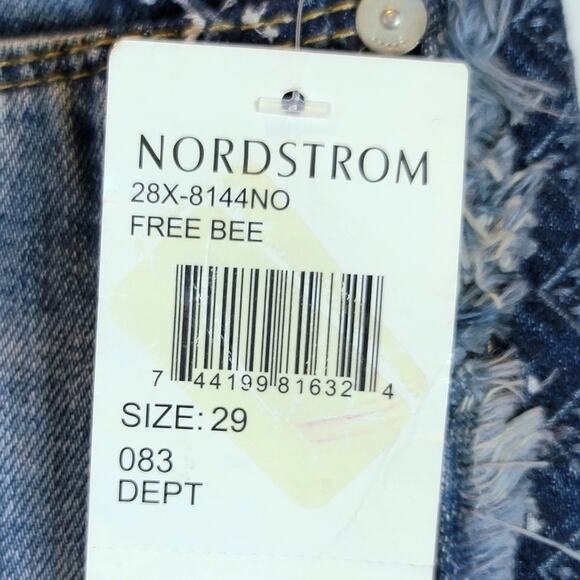 NORDSTROM
28X-8144NO
FREE BEE
7 44199 81632 4
SIZE: 29
083
DEPT